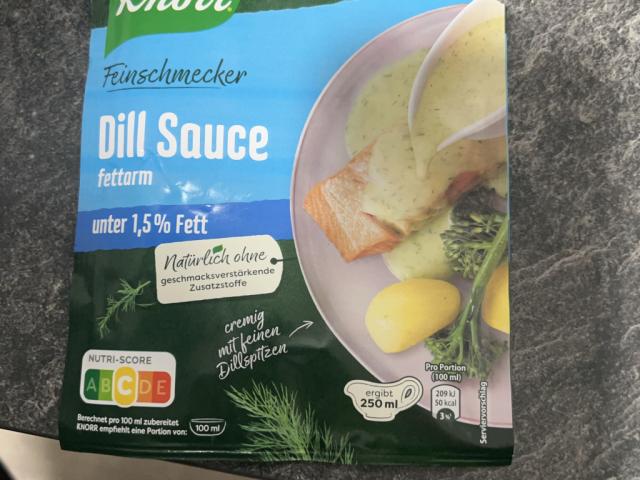 Knorr
Feinschmecker
Dill Sauce
fettarm
unter 1,5% Fett
Natürlich ohne
geschmacksverstärkende
Zusatzstoffe
cremig
mit feinen
Dillspitzen
NUTRI-SCORE
A B C D E
Berechnet pro 100 ml zubereitet
KNORR empfiehlt eine Portion von:
100 ml
ergibt
250 ml
Pro Portion
(100 ml)
209 kJ
50 kcal
3%
Serviervorschlag